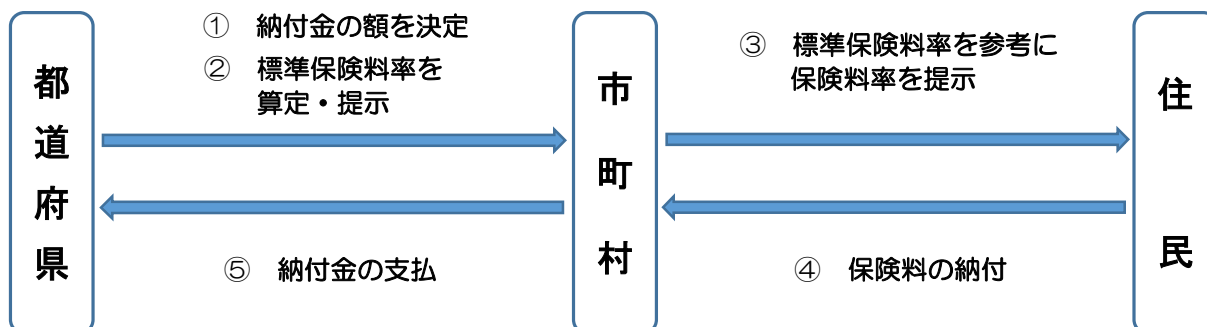 都道府県
① 納付金の額を決定
② 標準保険料率を
算定・提示
⑤ 納付金の支払
市町村
③ 標準保険料率を参考に
保険料率を提示
④ 保険料の納付
住民